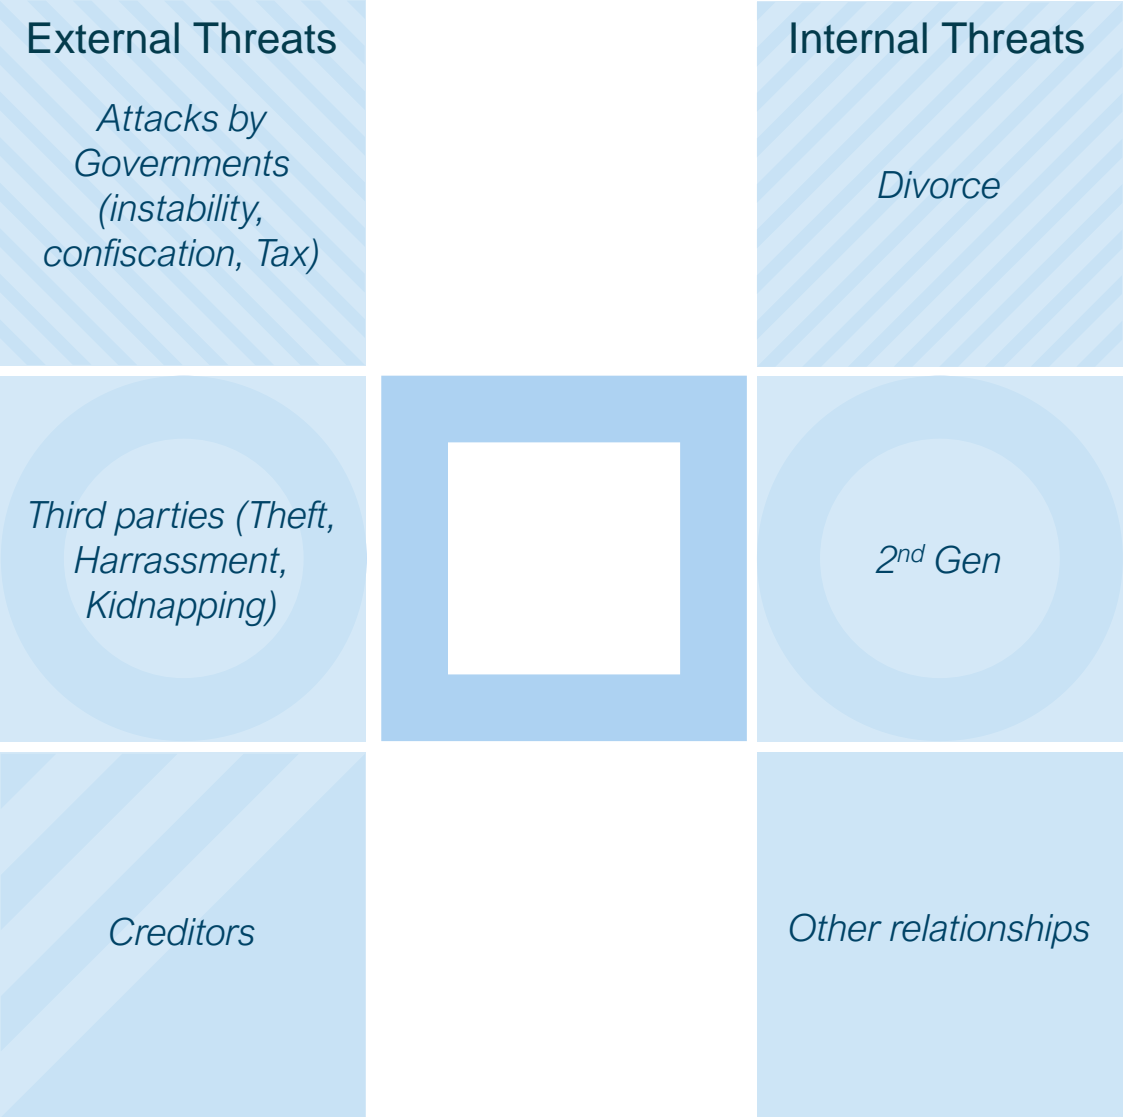 External Threats
Attacks by
Governments
(instability,
confiscation, Tax)
Third parties (Theft,
Harrassment,
Kidnapping)
Creditors
Internal Threats
Divorce
2nd Gen
Other relationships